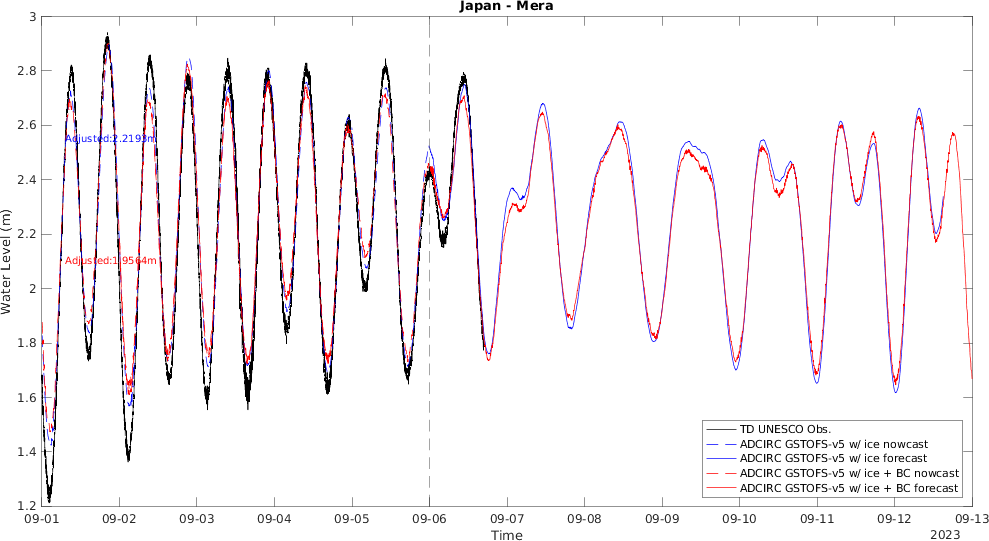 Japan - Mera
3
2.8
2.6
2.4
2.2
2
1.8
1.6
1.4
1.2
Water Level (m)
Adjusted:2.2193m
Adjusted:1.9564m
TD UNESCO Obs.
ADCIRC GSTOFS-v5 w/ ice nowcast
ADCIRC GSTOFS-v5 w/ ice forecast
ADCIRC GSTOFS-v5 w/ ice + BC nowcast
ADCIRC GSTOFS-v5 w/ ice + BC forecast
09-01 09-02 09-03 09-04 09-05 09-06 09-07 09-08 09-09 09-10 09-11 09-12 09-13
Time
2023